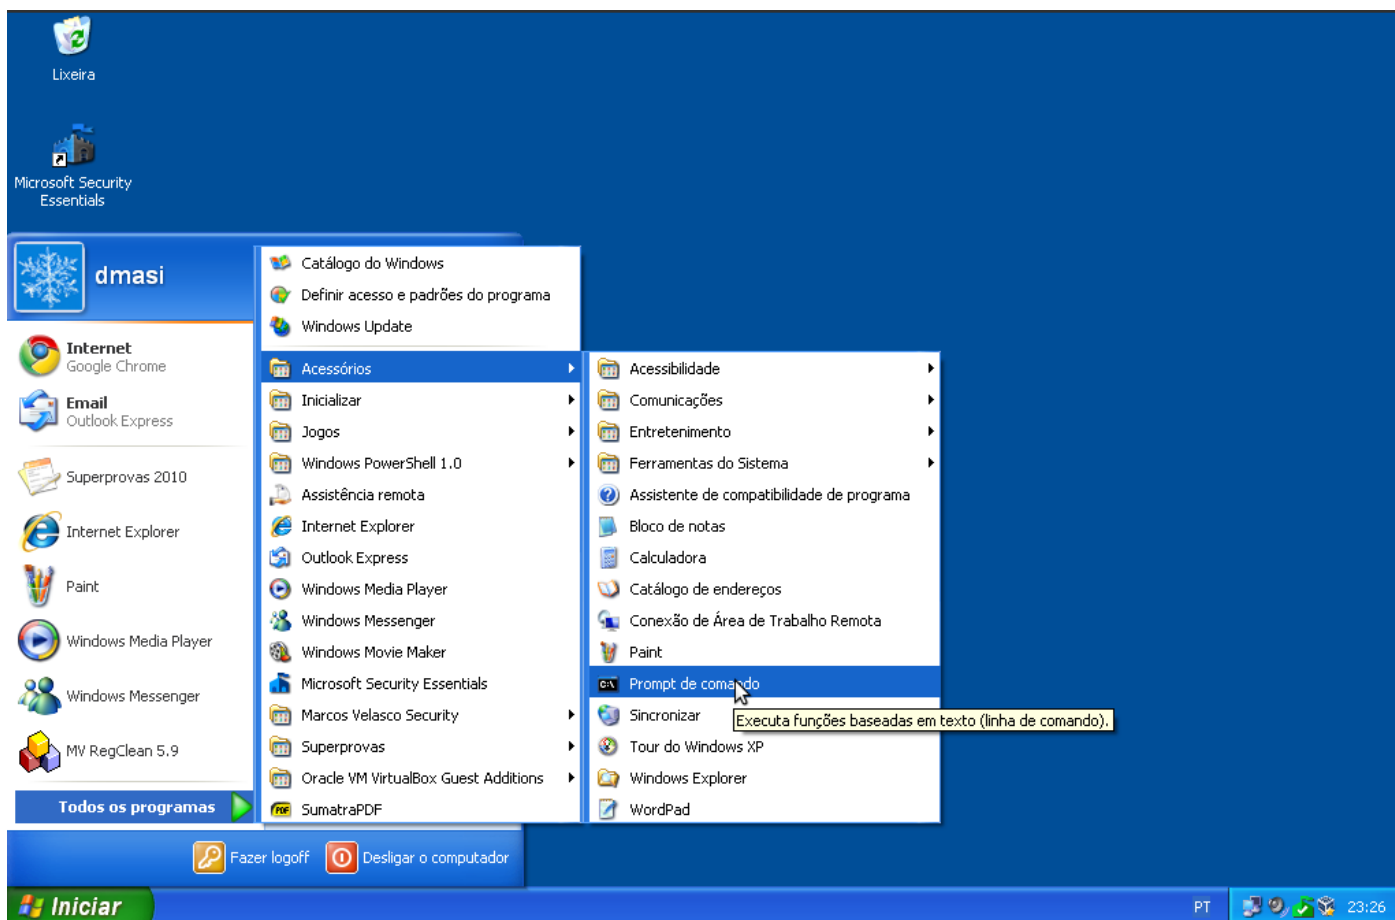 Lixeira
Microsoft Security
Essentials
dmasi
Internet
Google Chrome
Email
Outlook Express
Superprovas 2010
Internet Explorer
Paint
Windows Media Player
Windows Messenger
MV RegClean 5.9
Todos os programas
Catálogo do Windows
Definir acesso e padrões do programa
Windows Update
Acessórios
Inicializar
Jogos
Windows PowerShell 1.0
Assistência remota
Internet Explorer
Outlook Express
Windows Media Player
Windows Messenger
Windows Movie Maker
Microsoft Security Essentials
Marcos Velasco Security
Superprovas
Oracle VM VirtualBox Guest Additions
PDF
SumatraPDF
Acessibilidade
Comunicações
Entretenimento
Ferramentas do Sistema
Assistente de compatibilidade de programa
Bloco de notas
Calculadora
Catálogo de endereços
Conexão de Área de Trabalho Remota
Paint
C:\
Prompt de comando
Sincronizar
Executa funções baseadas em texto (linha de comando).
Tour do Windows XP
Windows Explorer
WordPad
Fazer logoff
Desligar o computador
Iniciar
PT
23:26